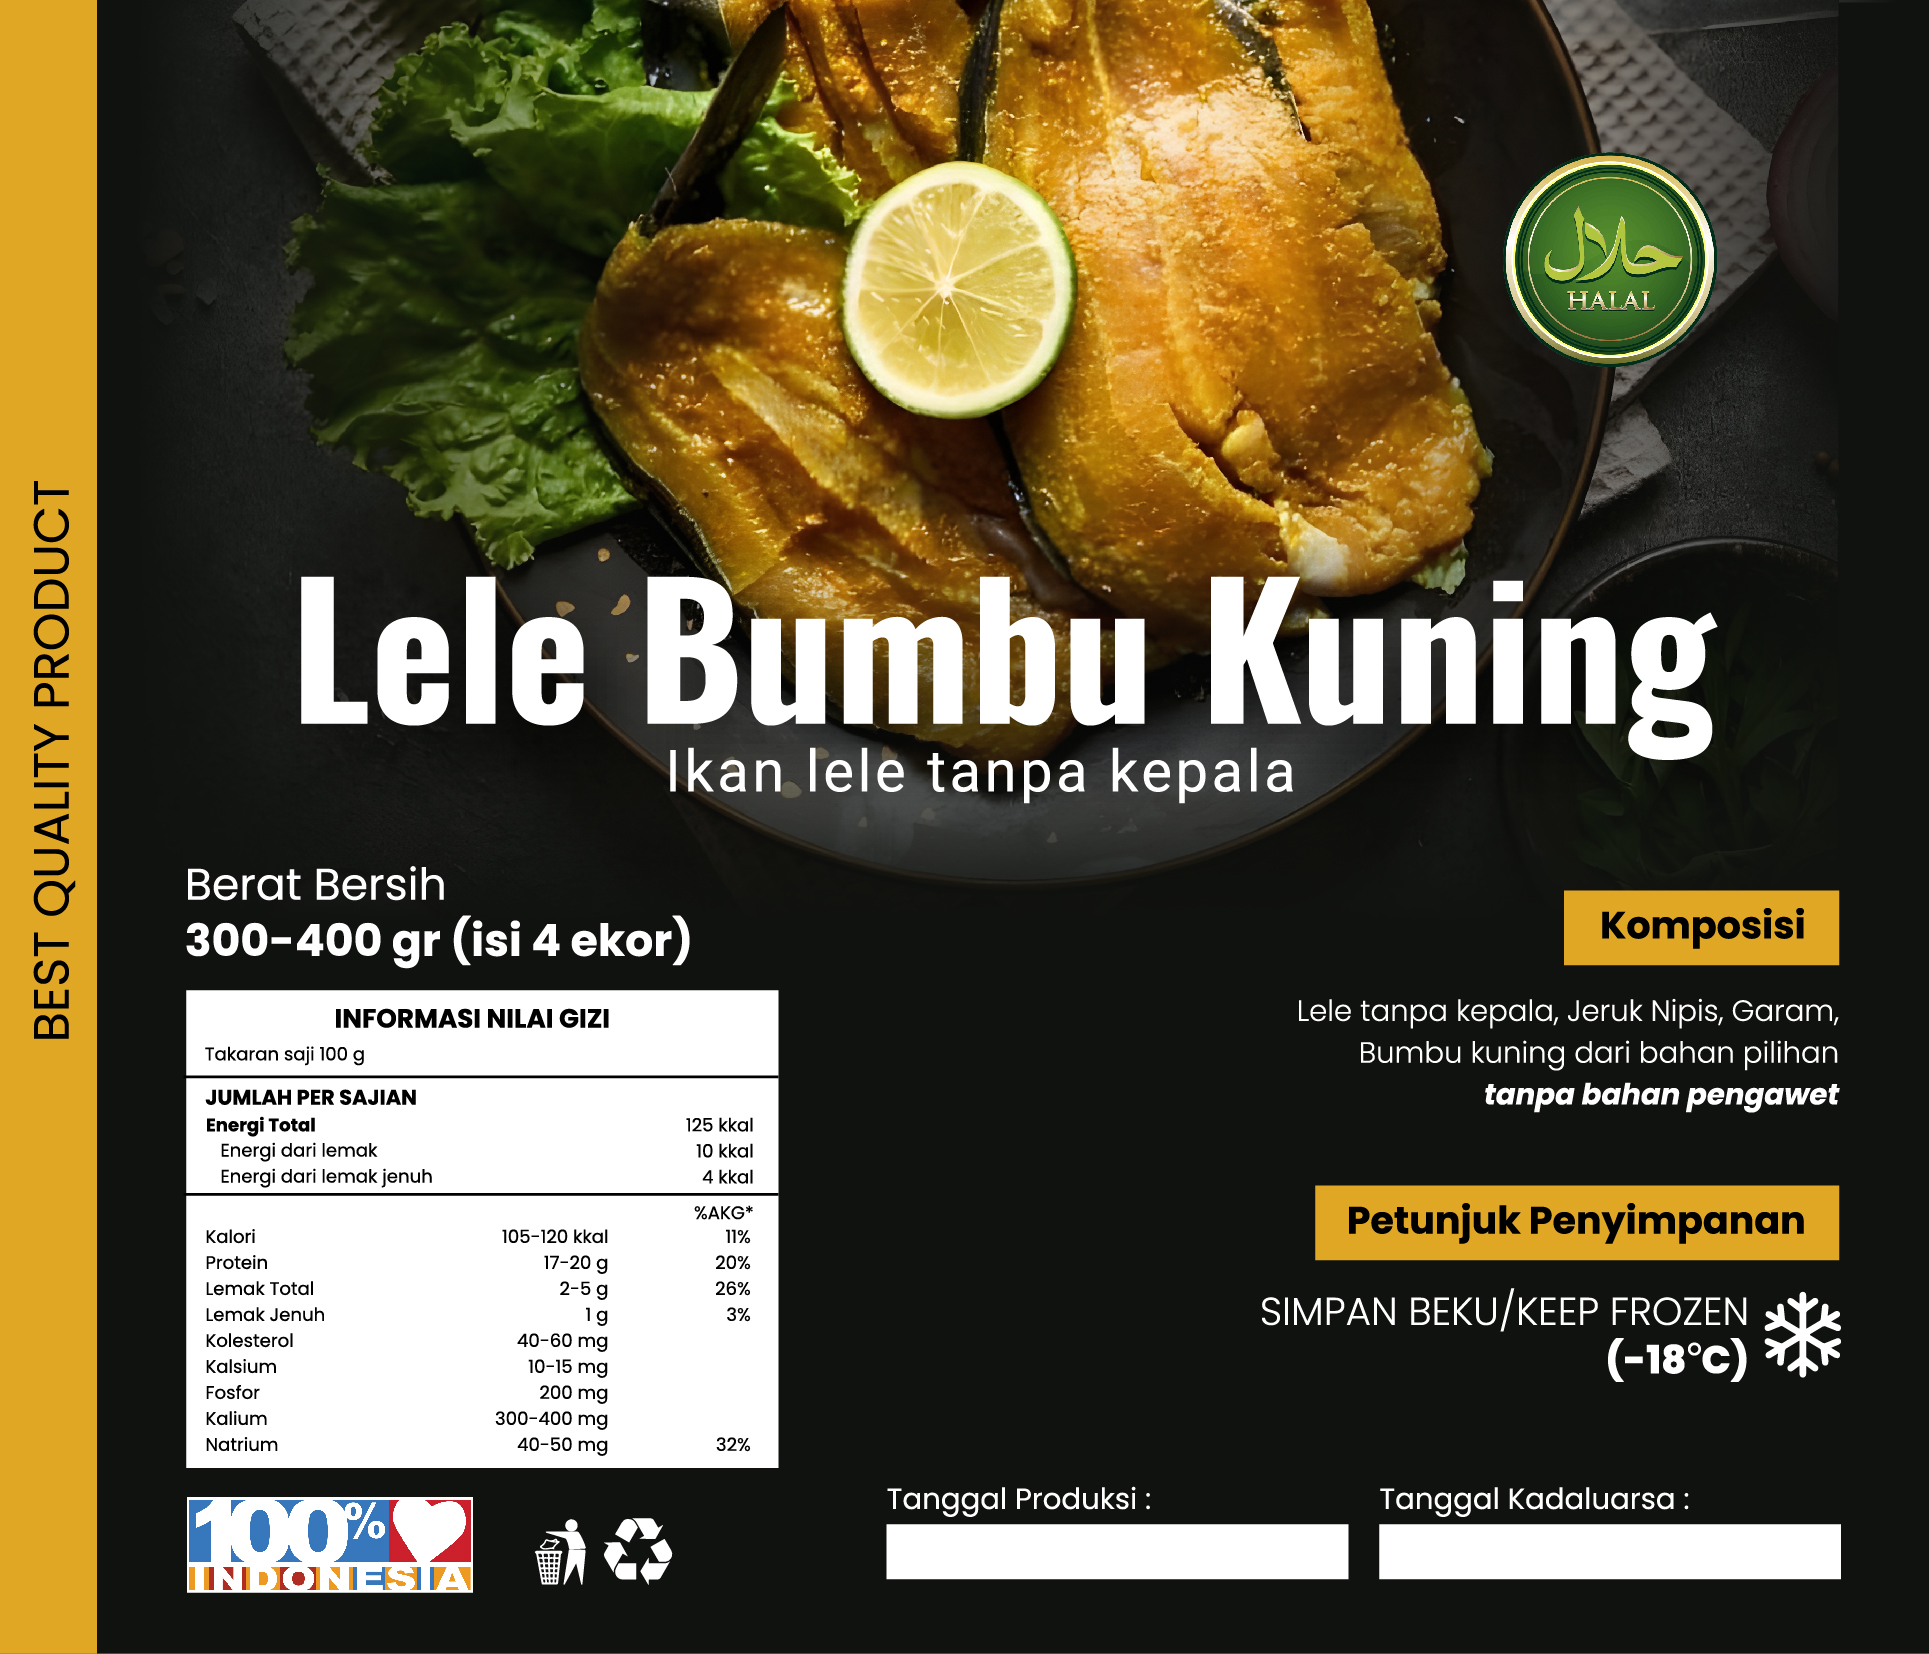 BEST QUALITY PRODUCT
حلال
HALAL
Lele Bumbu Kuning
Ikan lele tanpa kepala
Berat Bersih
300-400 gr (isi 4 ekor)
INFORMASI NILAI GIZI
Takaran saji 100 g
JUMLAH PER SAJIAN
Energi Total 125 kkal
Energi dari lemak 10 kkal
Energi dari lemak jenuh 4 kkal
%AKG*
Kalori 105-120 kkal 11%
Protein 17-20 g 20%
Lemak Total 2-5 g 26%
Lemak Jenuh 1 g 3%
Kolesterol 40-60 mg
Kalsium 10-15 mg
Fosfor 200 mg
Kalium 300-400 mg
Natrium 40-50 mg 32%
100%
INDONESIA
Komposisi
Lele tanpa kepala, Jeruk Nipis, Garam,
Bumbu kuning dari bahan pilihan
tanpa bahan pengawet
Petunjuk Penyimpanan
SIMPAN BEKU/KEEP FROZEN
(-18°C)
Tanggal Produksi : Tanggal Kadaluarsa :